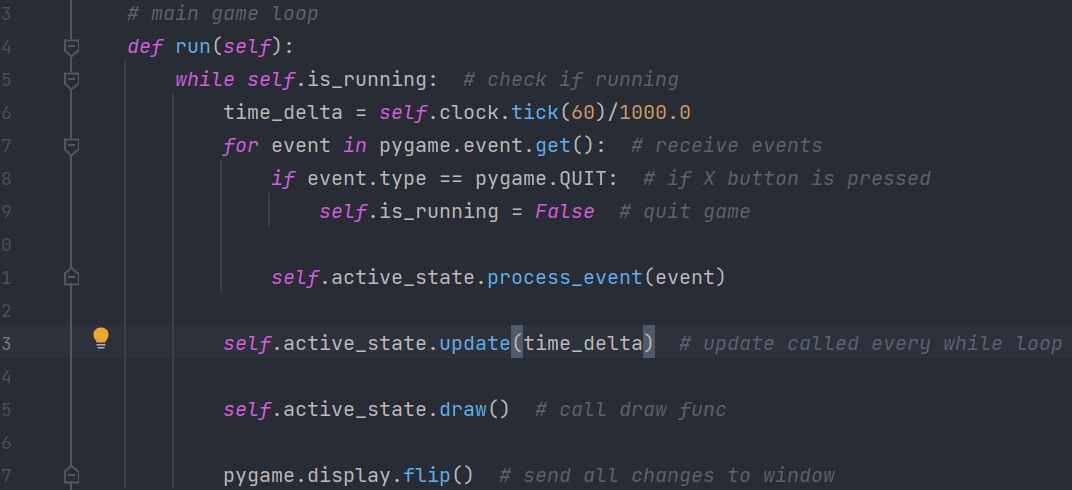 3 # main game loop
4 def run(self):
5 while self.is_running:  # check if running
6 time_delta = self.clock.tick(60)/1000.0
7 for event in pygame.event.get():  # receive events
8 if event.type == pygame.QUIT:  # if X button is pressed
9 self.is_running = False  # quit game
0
1 self.active_state.process_event(event)
2
3 self.active_state.update(time_delta)  # update called every while loop
4
5 self.active_state.draw()  # call draw func
6
7 pygame.display.flip()  # send all changes to window